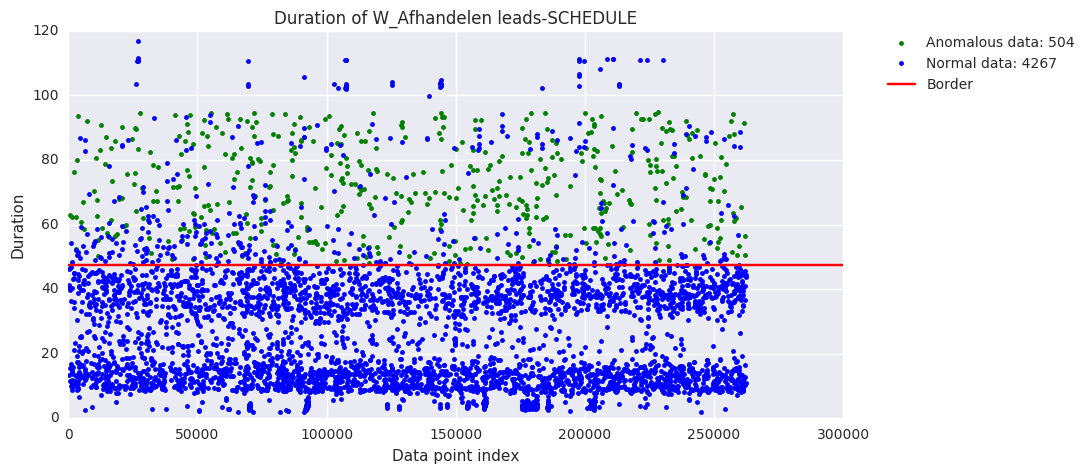 Duration of W_Afhandelen leads-SCHEDULE
Anomalous data: 504
Normal data: 4267
Border
Duration
120
100
80
60
40
20
0
0 50000 100000 150000 200000 250000 300000
Data point index